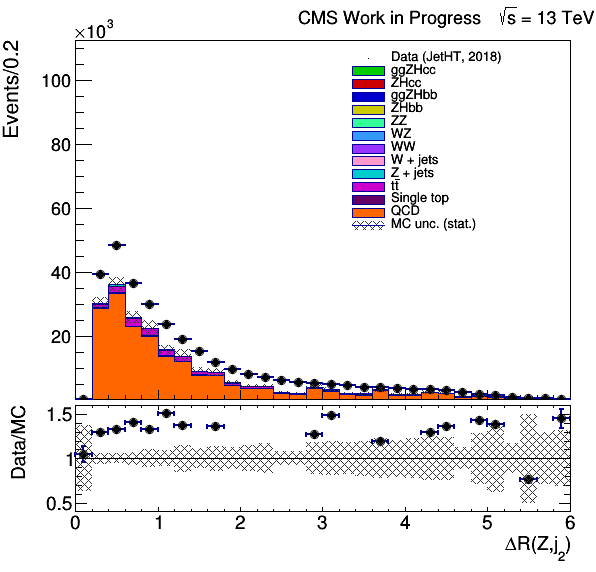 CMS Work in Progress √s = 13 TeV
×10³
Events/0.2
100
80
60
40
20
Data (JetHT, 2018)
ggZHcc
ZHcc
ggZHbb
ZHbb
ZZ
WZ
WW
W + jets
Z + jets
tt̄
Single top
QCD
MC unc. (stat.)
Data/MC
1.5
1
0.5
0 1 2 3 4 5 6
ΔR(Z,j₂)